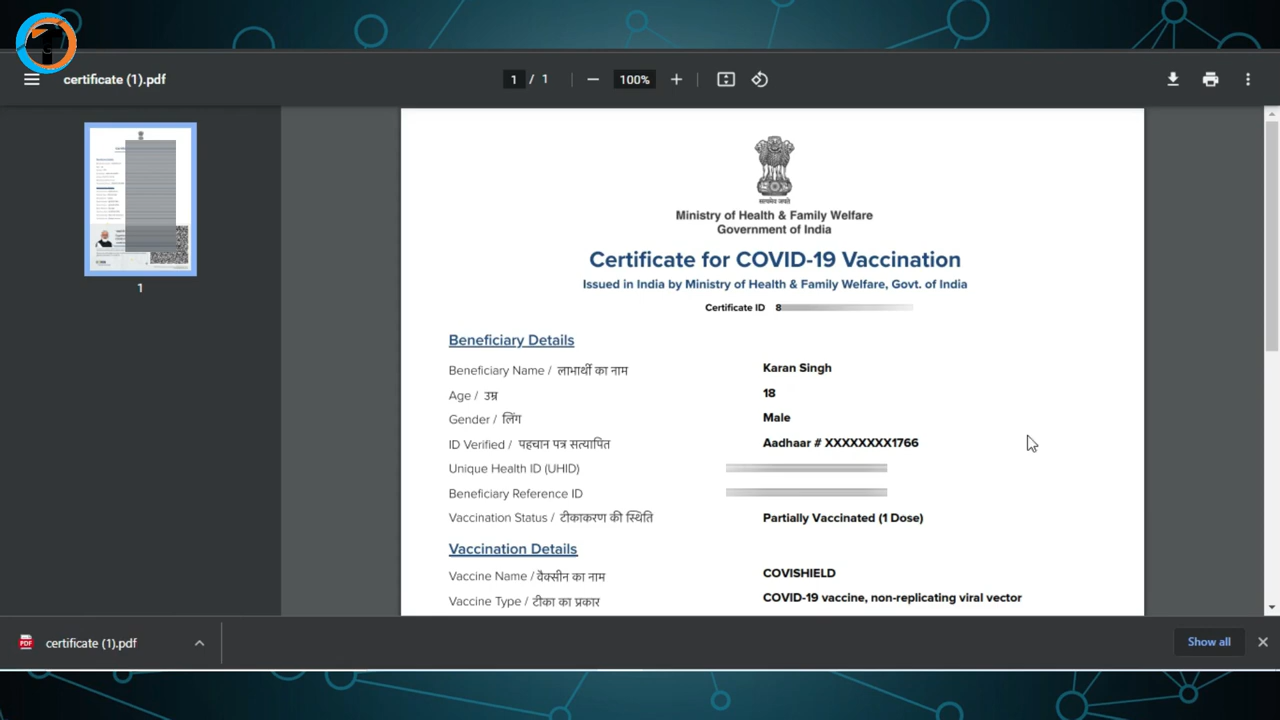 certificate (1).pdf
1 / 1
100%
1
सत्यमेव जयते
Ministry of Health & Family Welfare
Government of India
Certificate for COVID-19 Vaccination
Issued in India by Ministry of Health & Family Welfare, Govt. of India
Certificate ID 8
Beneficiary Details
Beneficiary Name / लाभार्थी का नाम Karan Singh
Age / उम्र 18
Gender / लिंग Male
ID Verified / पहचान पत्र सत्यापित Aadhaar # XXXXXXXX1766
Unique Health ID (UHID)
Beneficiary Reference ID
Vaccination Status / टीकाकरण की स्थिति Partially Vaccinated (1 Dose)
Vaccination Details
Vaccine Name / वैक्सीन का नाम COVISHIELD
Vaccine Type / टीका का प्रकार COVID-19 vaccine, non-replicating viral vector
PDF
certificate (1).pdf
Show all